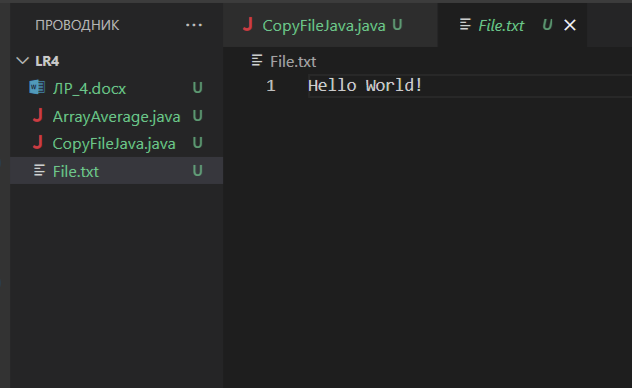 ПРОВОДНИК ...
LR4
ЛР_4.docx U
ArrayAverage.java U
CopyFileJava.java U
File.txt U
CopyFileJava.java U File.txt U
File.txt
1 Hello World!